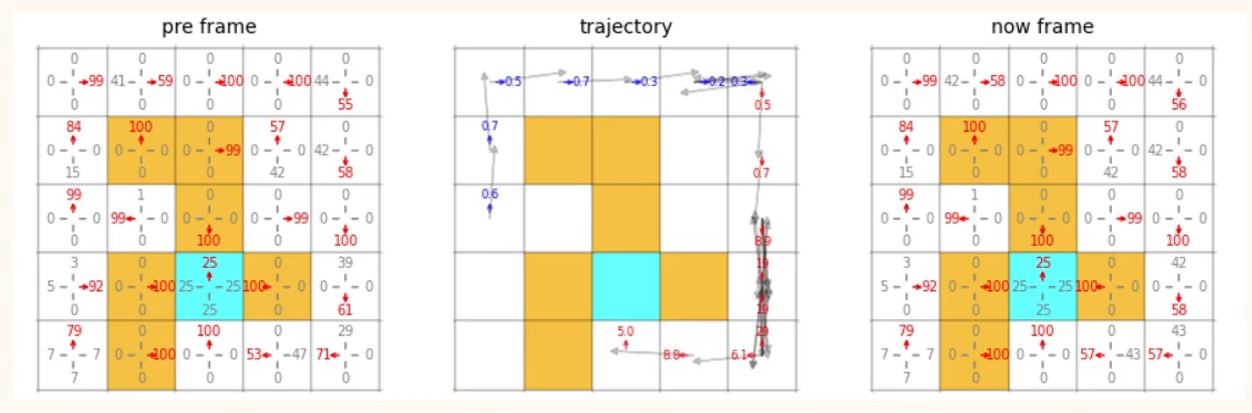 pre frame
0 0 0 0 0
0 99 41 59 0 100 0 100 44 0
0 0 0 0 55
84 100 0 57 0
0 0 0 0 0 99 0 0 42 0
15 0 0 42 58
99 1 0 0 0
0 0 99 0 0 0 0 99 0 0
0 0 100 0 100
3 0 25 0 39
5 92 0 100 25 25 100 0 0 0
0 0 25 0 61
79 0 100 0 29
7 7 0 100 0 0 53 47 71 0
7 0 0 0 0
trajectory
0.5 0.7 0.3 0.2 0.3
0.5
0.7
0.7
0.6
8.9
19
19
5.0
8.8 6.1
now frame
0 0 0 0 0
0 99 42 58 0 100 0 100 44 0
0 0 0 0 56
84 100 0 57 0
0 0 0 0 0 99 0 0 42 0
15 0 0 42 58
99 1 0 0 0
0 0 99 0 0 0 0 99 0 0
0 0 100 0 100
3 0 25 0 42
5 92 0 100 25 25 100 0 0 0
0 0 25 0 58
79 0 100 0 43
7 7 0 100 0 0 57 43 57 0
7 0 0 0 0